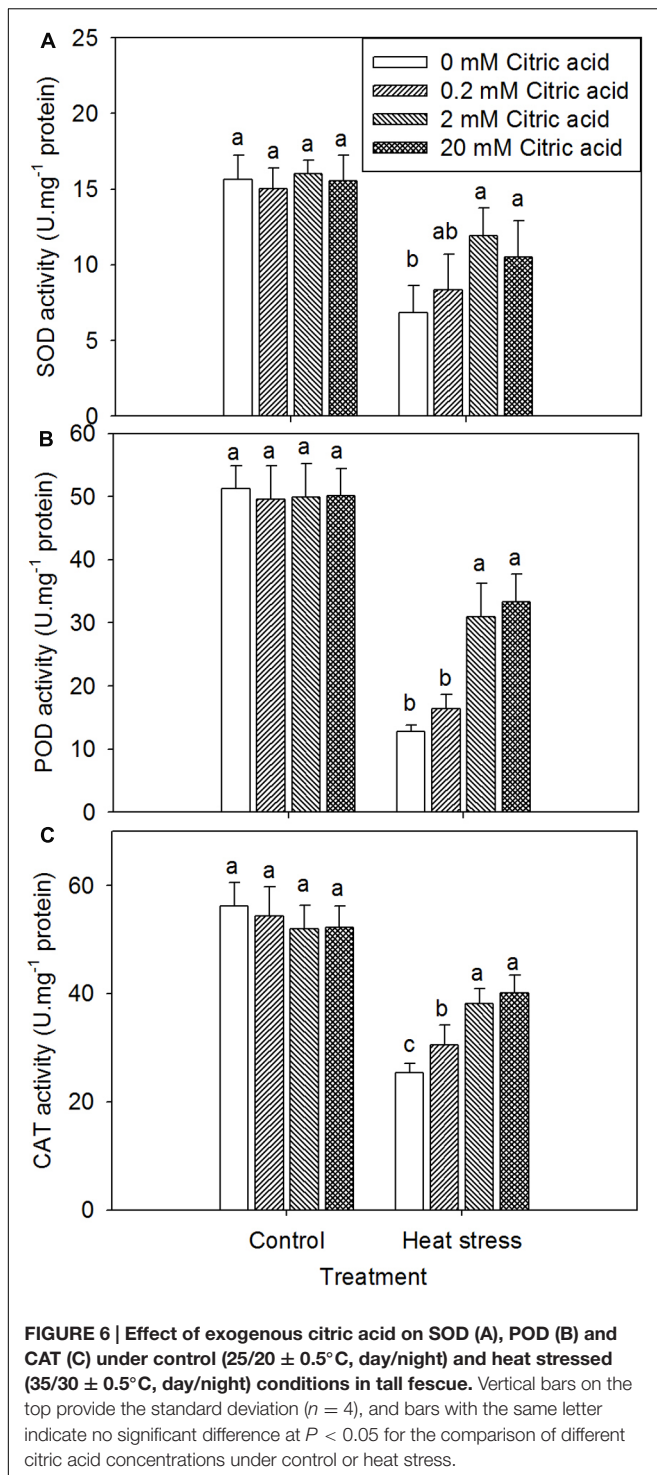 A
25
20
15
10
5
0
SOD activity (U.mg⁻¹ protein)
0 mM Citric acid
0.2 mM Citric acid
2 mM Citric acid
20 mM Citric acid
a a a a
b ab a a
B
60
50
40
30
20
10
0
POD activity (U.mg⁻¹ protein)
a a a a
b b a a
C
60
40
20
0
CAT activity (U.mg⁻¹ protein)
a a a a
c b a a
Control Heat stress
Treatment
FIGURE 6 | Effect of exogenous citric acid on SOD (A), POD (B) and
CAT (C) under control (25/20 ± 0.5°C, day/night) and heat stressed
(35/30 ± 0.5°C, day/night) conditions in tall fescue. Vertical bars on the
top provide the standard deviation (n = 4), and bars with the same letter
indicate no significant difference at P < 0.05 for the comparison of different
citric acid concentrations under control or heat stress.